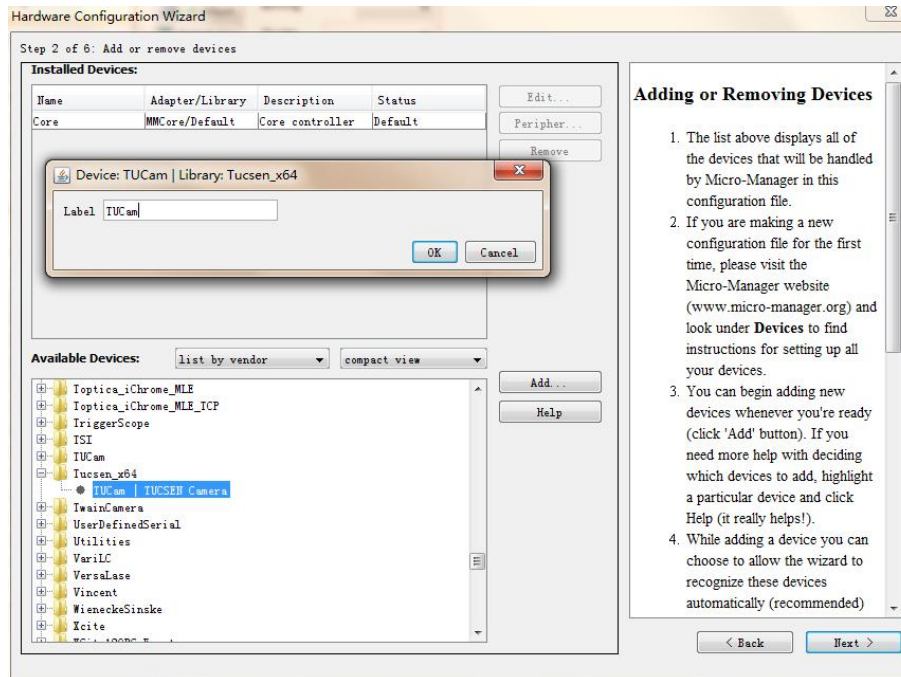 Hardware Configuration Wizard
Step 2 of 6: Add or remove devices
Installed Devices:
Name Adapter/Library Description Status
Core MMCore/Default Core controller Default
Edit...
Peripher...
Remove
Device: TUCam | Library: Tucsen_x64
Label TUCam
OK Cancel
Available Devices: list by vendor compact view
Toptica_iChrome_MLE
Toptica_iChrome_MLE_TCP
TriggerScope
TSI
TUCam
Tucsen_x64
TUCam | TUCSEN Camera
TwainCamera
UserDefinedSerial
Utilities
VariLC
VersaLase
Vincent
WieneckeSinske
Xcite
Add...
Help
Adding or Removing Devices
1. The list above displays all of
the devices that will be handled
by Micro-Manager in this
configuration file.
2. If you are making a new
configuration file for the first
time, please visit the
Micro-Manager website
(www.micro-manager.org) and
look under Devices to find
instructions for setting up all
your devices.
3. You can begin adding new
devices whenever you're ready
(click 'Add' button). If you
need more help with deciding
which devices to add, highlight
a particular device and click
Help (it really helps!).
4. While adding a device you can
choose to allow the wizard to
recognize these devices
automatically (recommended)
< Back Next >